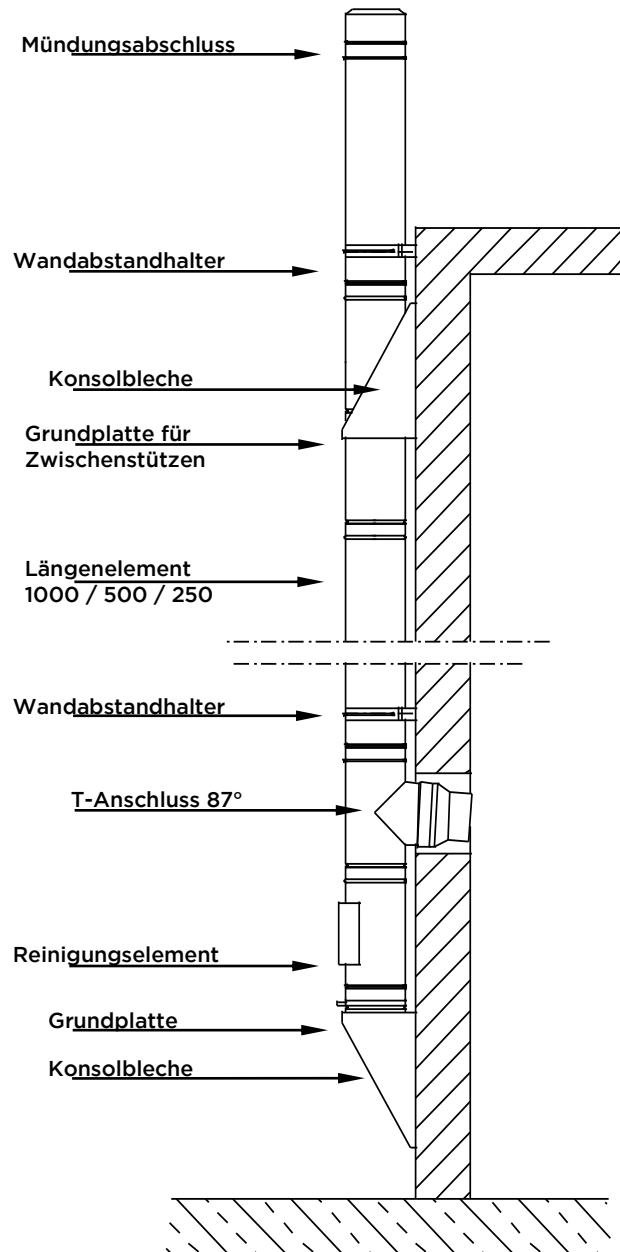 Mündungsabschluss
Wandabstandhalter
Konsolbleche
Grundplatte für
Zwischenstützen
Längenelement
1000 / 500 / 250
Wandabstandhalter
T-Anschluss 87°
Reinigungselement
Grundplatte
Konsolbleche